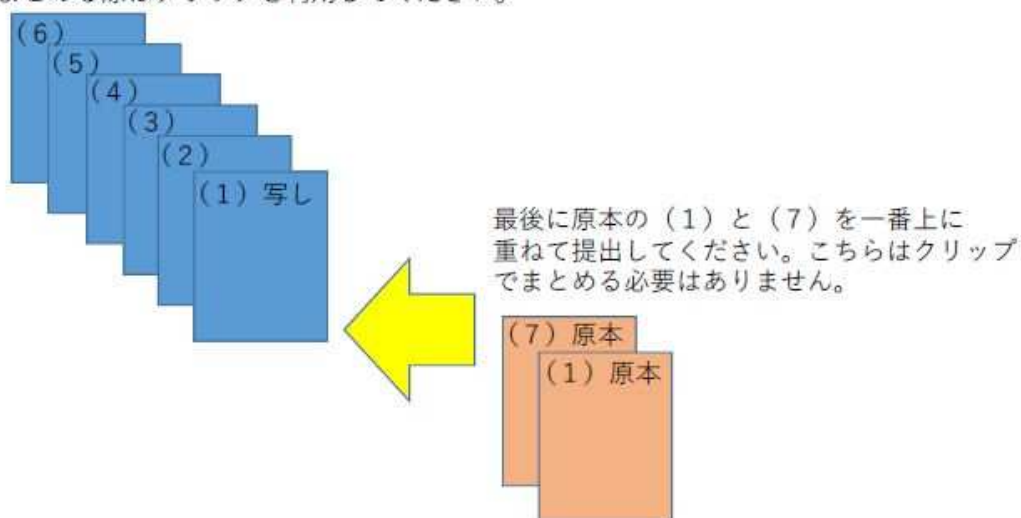 (6)
(5)
(4)
(3)
(2)
(1)写し
最後に原本の(1)と(7)を一番上に
重ねて提出してください。こちらはクリップ
でまとめる必要はありません。
(7)原本
(1)原本